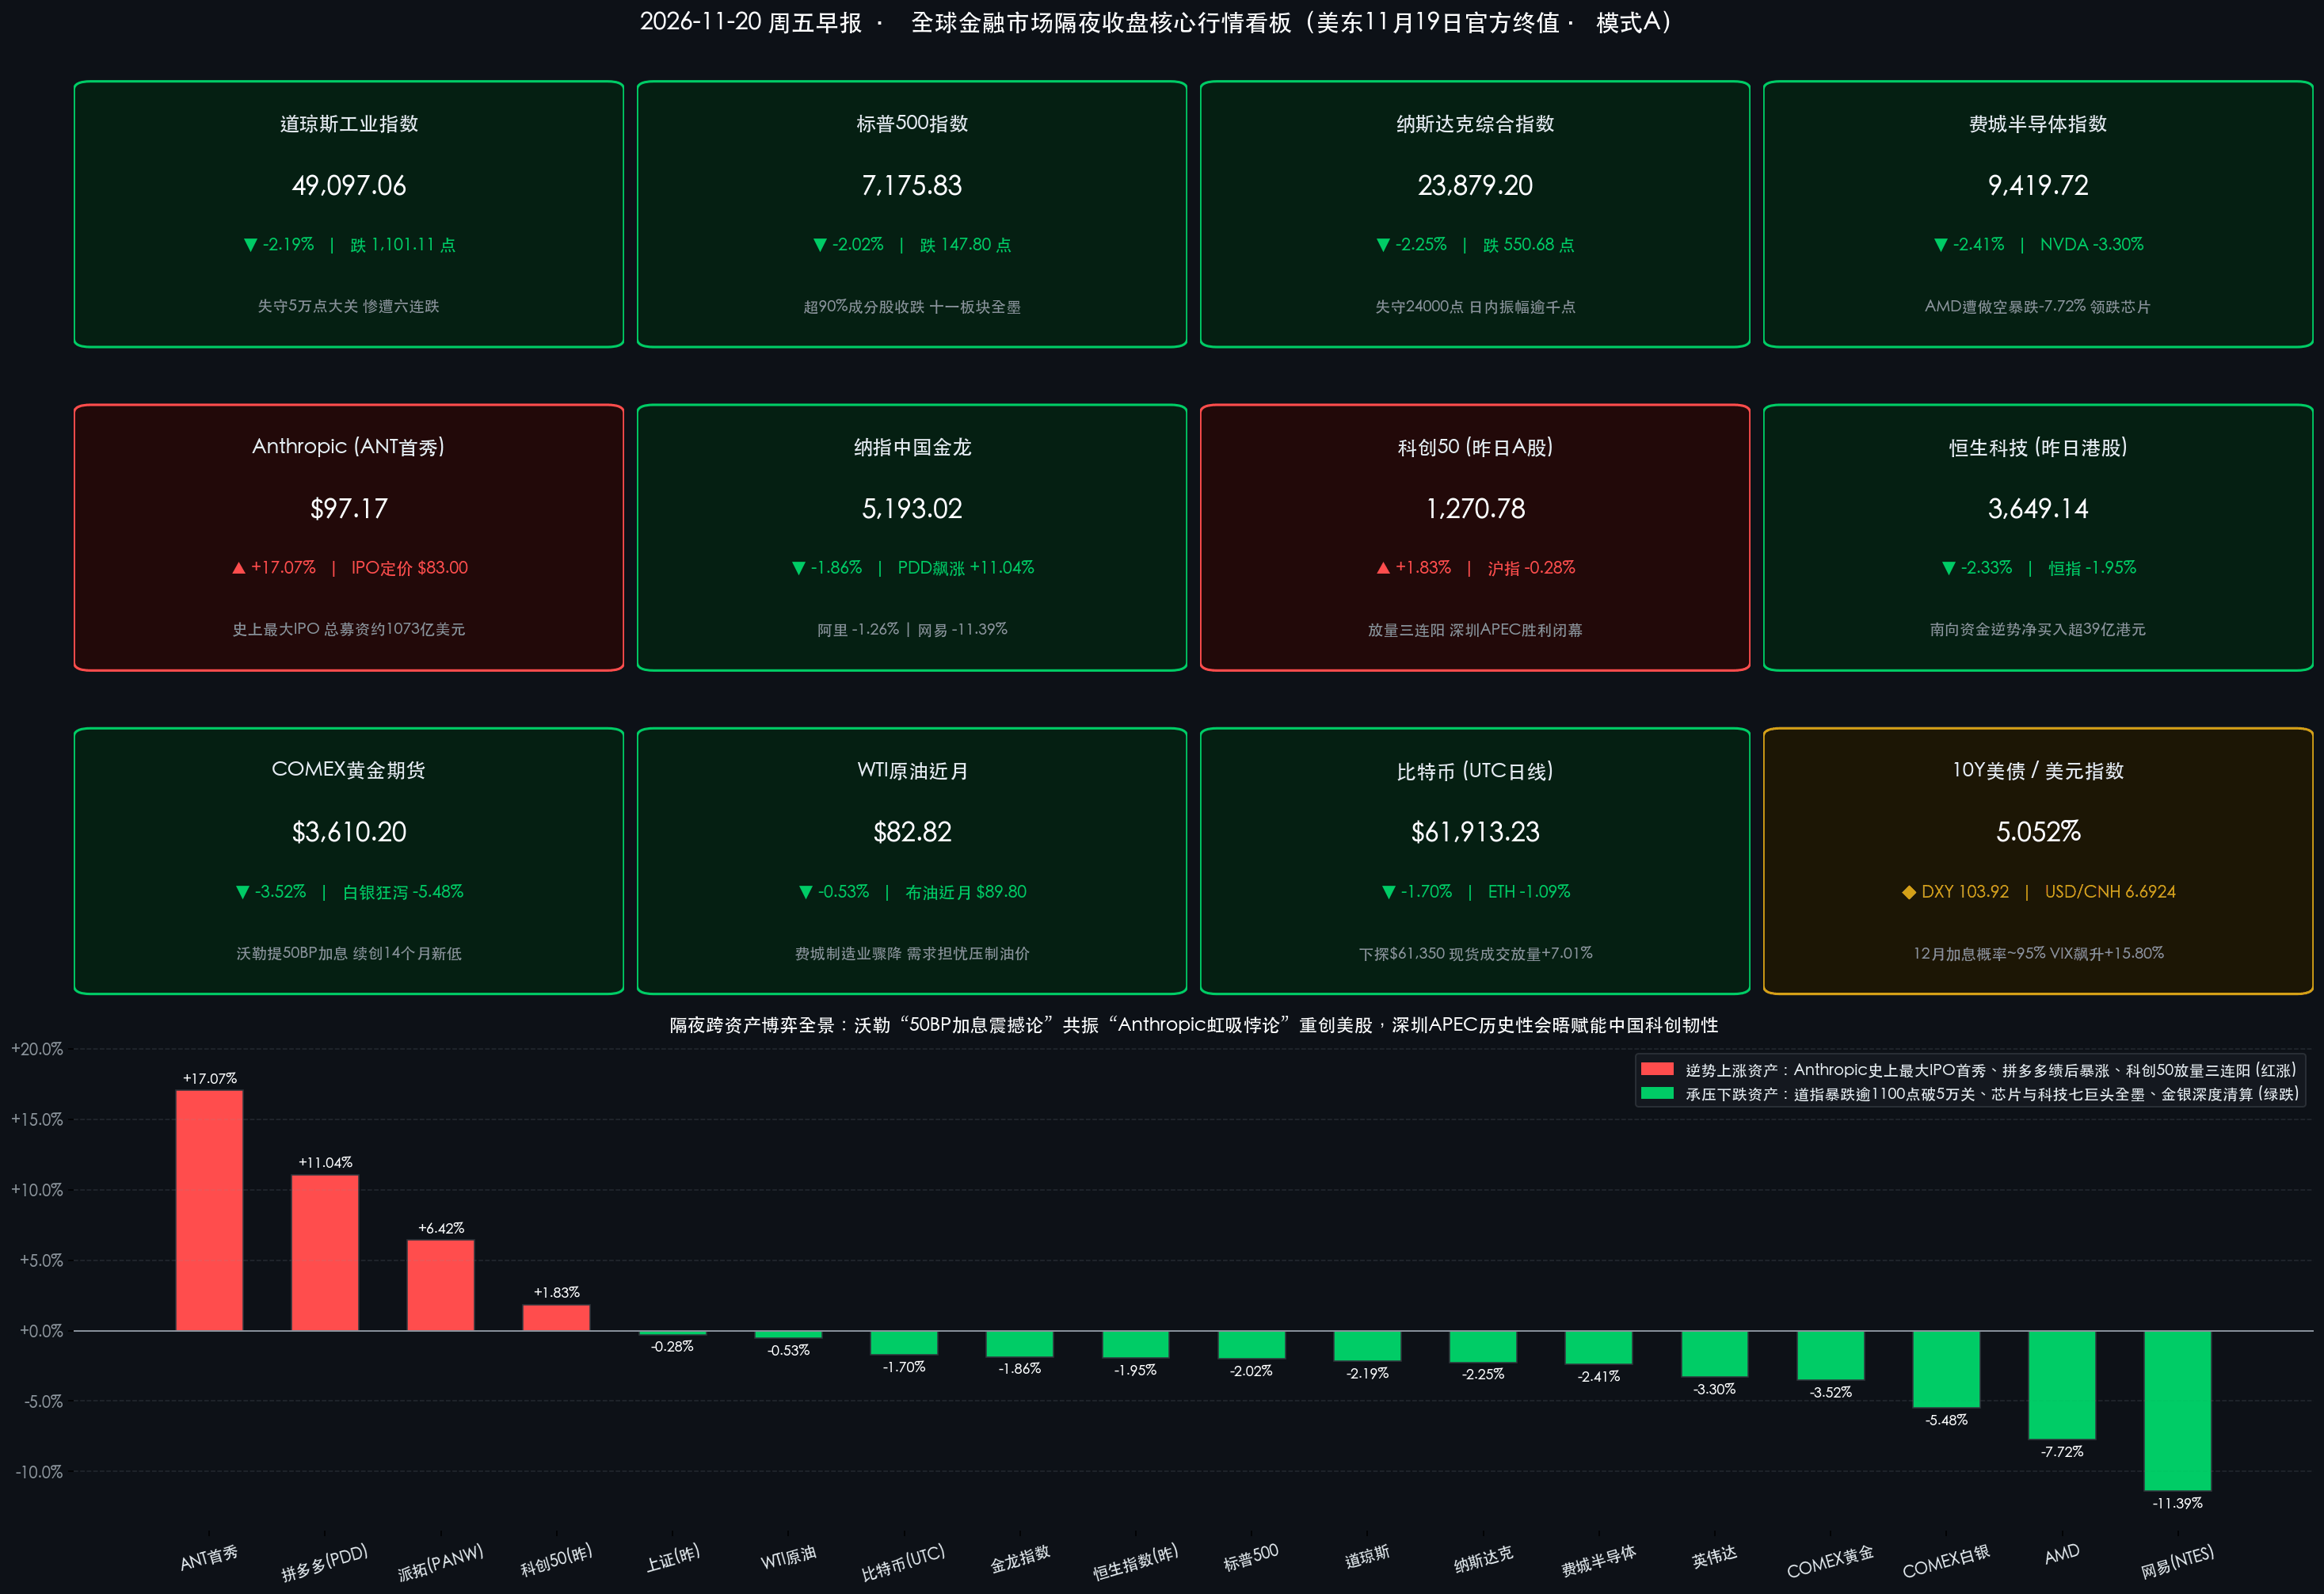 2026-11-20 周五早报 · 全球金融市场隔夜收盘核心行情看板（美东11月19日官方终值 · 模式A）
道琼斯工业指数
49,097.06
▼ -2.19% | 跌 1,101.11 点
失守5万点大关 惨遭六连跌
标普500指数
7,175.83
▼ -2.02% | 跌 147.80 点
超90%成分股收跌 十一板块全墨
纳斯达克综合指数
23,879.20
▼ -2.25% | 跌 550.68 点
失守24000点 日内振幅逾千点
费城半导体指数
9,419.72
▼ -2.41% | NVDA -3.30%
AMD遭做空暴跌-7.72% 领跌芯片
Anthropic (ANT首秀)
$97.17
▲ +17.07% | IPO定价 $83.00
史上最大IPO 总募资约1073亿美元
纳指中国金龙
5,193.02
▼ -1.86% | PDD飙涨 +11.04%
阿里 -1.26% | 网易 -11.39%
科创50 (昨日A股)
1,270.78
▲ +1.83% | 沪指 -0.28%
放量三连阳 深圳APEC胜利闭幕
恒生科技 (昨日港股)
3,649.14
▼ -2.33% | 恒指 -1.95%
南向资金逆势净买入超39亿港元
COMEX黄金期货
$3,610.20
▼ -3.52% | 白银狂泻 -5.48%
沃勒提50BP加息 续创14个月新低
WTI原油近月
$82.82
▼ -0.53% | 布油近月 $89.80
费城制造业骤降 需求担忧压制油价
比特币 (UTC日线)
$61,913.23
▼ -1.70% | ETH -1.09%
下探$61,350 现货成交放量+7.01%
10Y美债 / 美元指数
5.052%
◆ DXY 103.92 | USD/CNH 6.6924
12月加息概率~95% VIX飙升+15.80%
隔夜跨资产博弈全景：沃勒“50BP加息震撼论”共振“Anthropic虹吸悖论”重创美股，深圳APEC历史性会晤赋能中国科创韧性
逆势上涨资产：Anthropic史上最大IPO首秀、拼多多绩后暴涨、科创50放量三连阳 (红涨)
承压下跌资产：道指暴跌逾1100点破5万关、芯片与科技七巨头全墨、金银深度清算 (绿跌)
+20.0%
+15.0%
+10.0%
+5.0%
+0.0%
-5.0%
-10.0%
+17.07%
+11.04%
+6.42%
+1.83%
-0.28%
-0.53%
-1.70%
-1.86%
-1.95%
-2.02%
-2.19%
-2.25%
-2.41%
-3.30%
-3.52%
-5.48%
-7.72%
-11.39%
ANT首秀
拼多多(PDD)
派拓(PANW)
科创50(昨)
上证(昨)
WTI原油
比特币(UTC)
金龙指数
恒生指数(昨)
标普500
道琼斯
纳斯达克
费城半导体
英伟达
COMEX黄金
COMEX白银
AMD
网易(NTES)